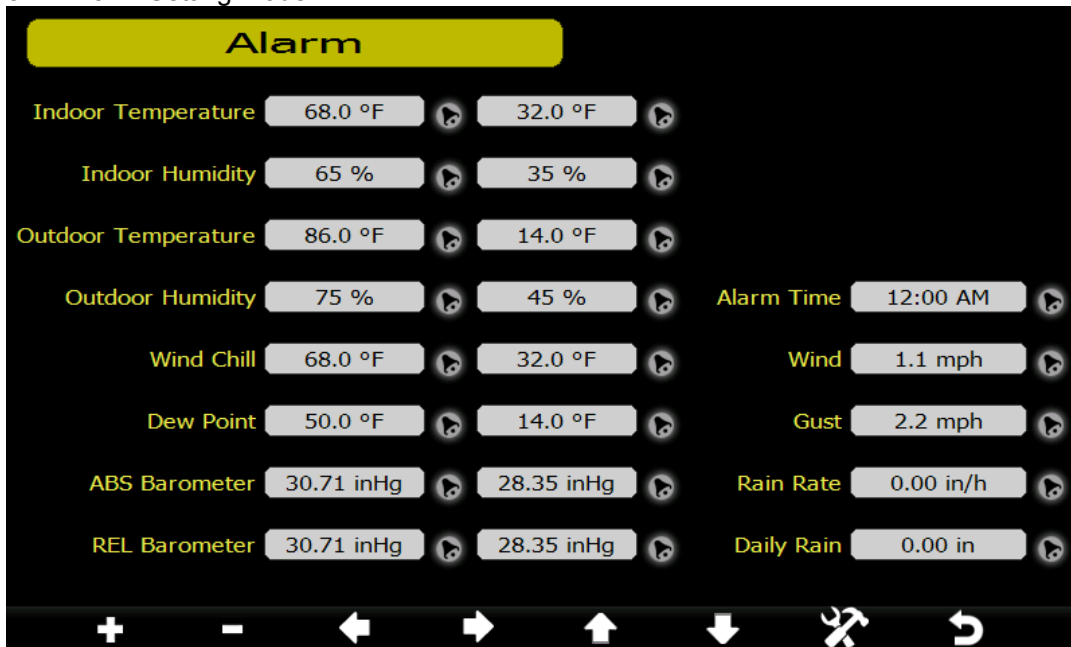 Alarm
Indoor Temperature 68.0 °F 32.0 °F
Indoor Humidity 65 % 35 %
Outdoor Temperature 86.0 °F 14.0 °F
Outdoor Humidity 75 % 45 % Alarm Time 12:00 AM
Wind Chill 68.0 °F 32.0 °F Wind 1.1 mph
Dew Point 50.0 °F 14.0 °F Gust 2.2 mph
ABS Barometer 30.71 inHg 28.35 inHg Rain Rate 0.00 in/h
REL Barometer 30.71 inHg 28.35 inHg Daily Rain 0.00 in